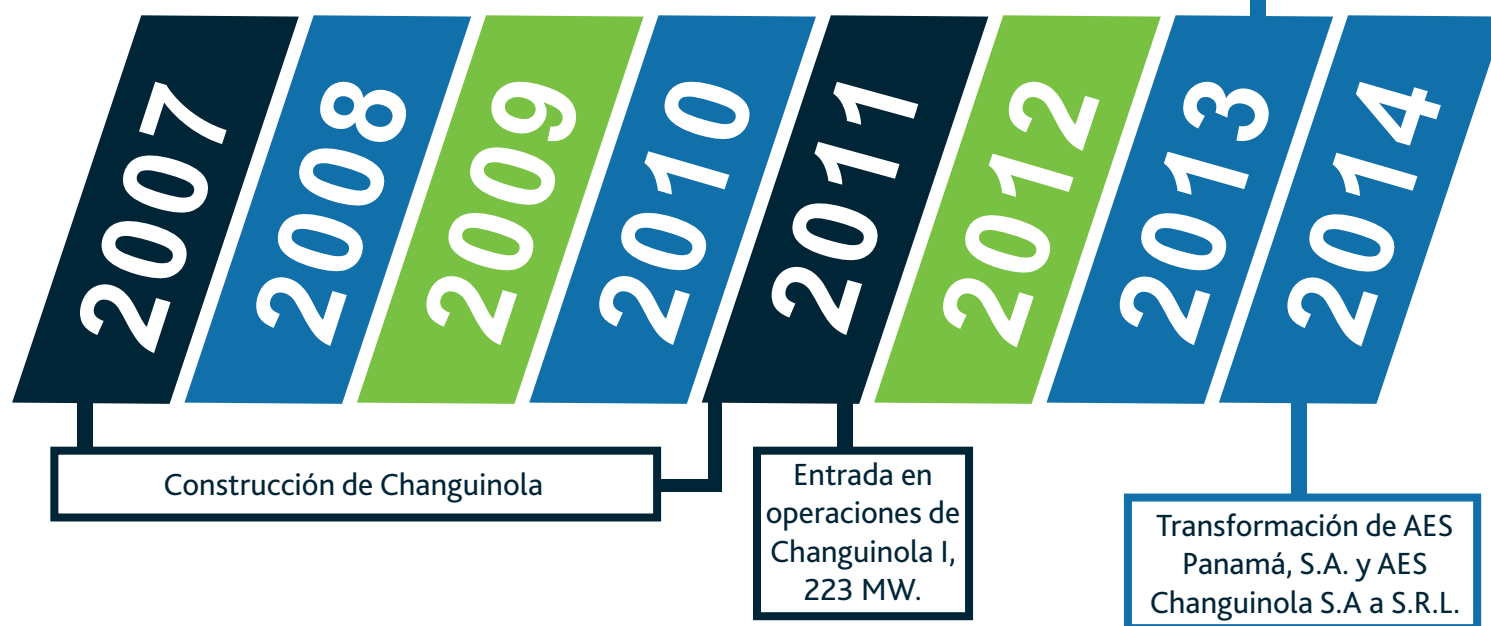 2007
2008
2009
2010
2011
2012
2013
2014
Construcción de Changuinola
Entrada en
operaciones de
Changuinola I,
223 MW.
Transformación de AES
Panamá, S.A. y AES
Changuinola S.A a S.R.L.